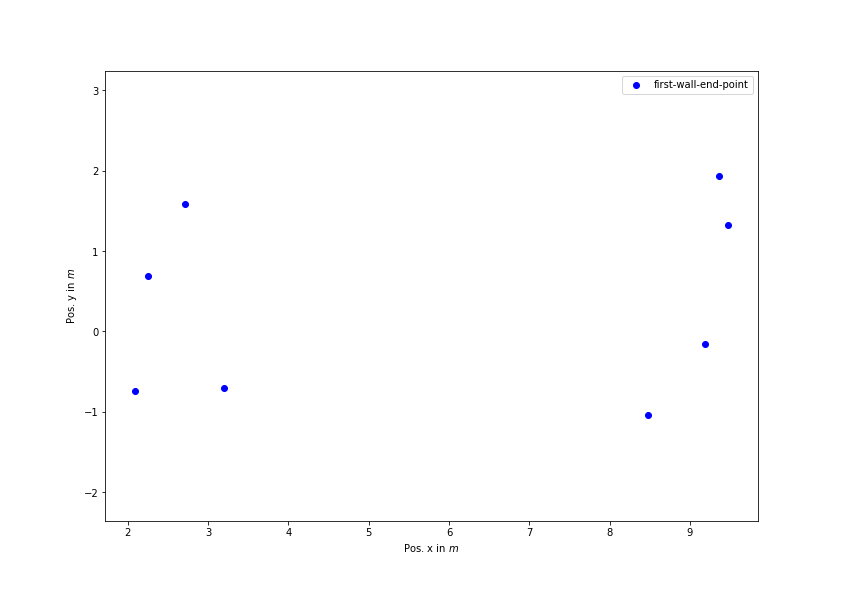 first-wall-end-point
3
2
1
0
−1
−2
Pos. y in m
2 3 4 5 6 7 8 9
Pos. x in m